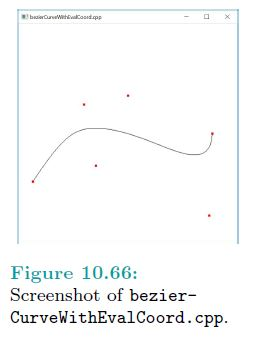 bezierCurveWithEvalCoord.cpp
Figure 10.66:
Screenshot of bezier-
CurveWithEvalCoord.cpp.